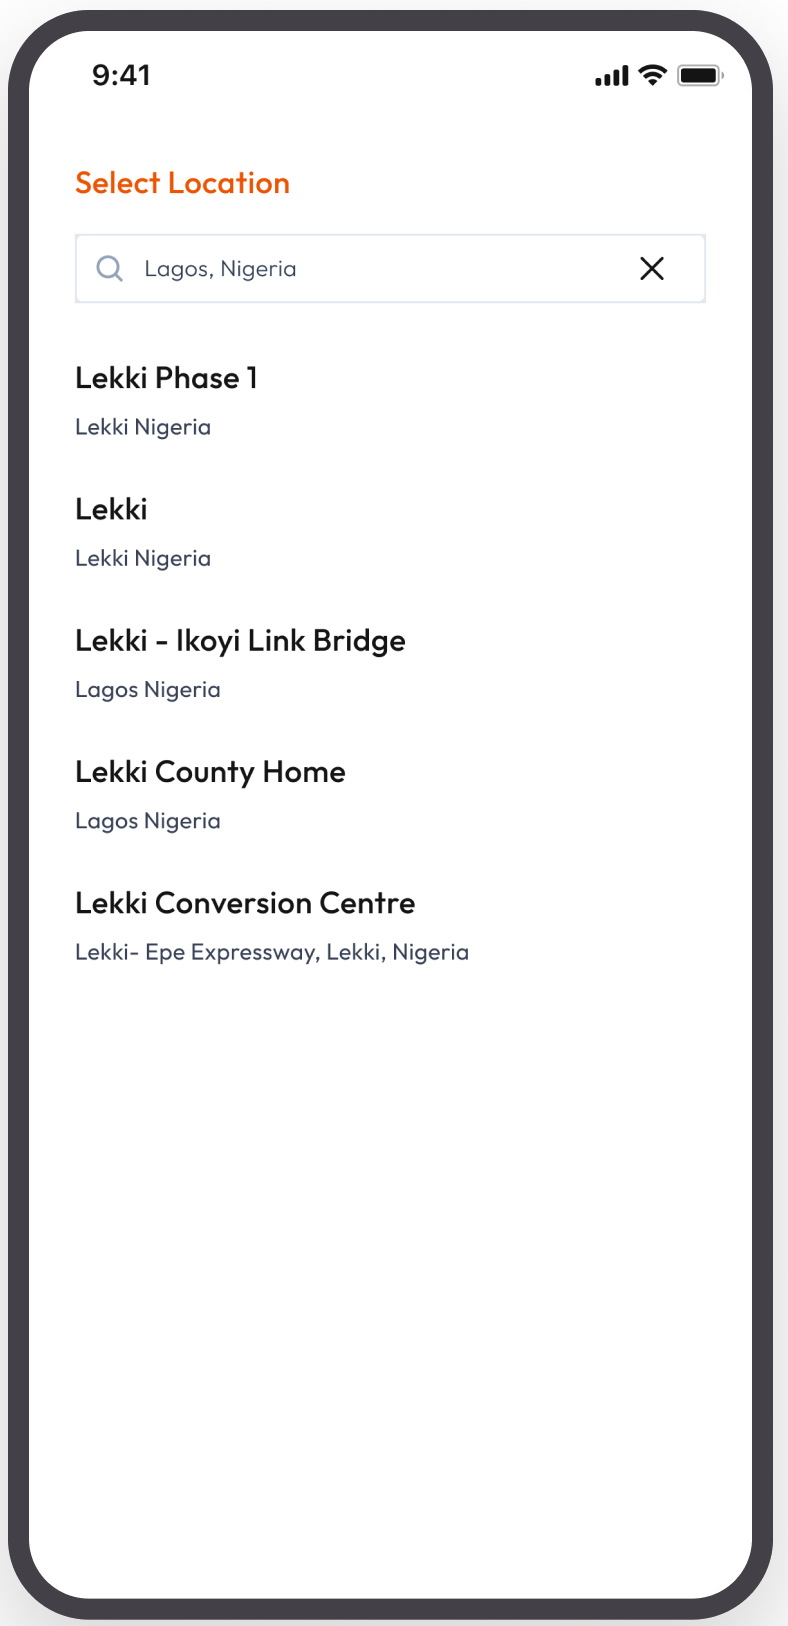 9:41
Select Location
Lagos, Nigeria
Lekki Phase 1
Lekki Nigeria
Lekki
Lekki Nigeria
Lekki - Ikoyi Link Bridge
Lagos Nigeria
Lekki County Home
Lagos Nigeria
Lekki Conversion Centre
Lekki- Epe Expressway, Lekki, Nigeria